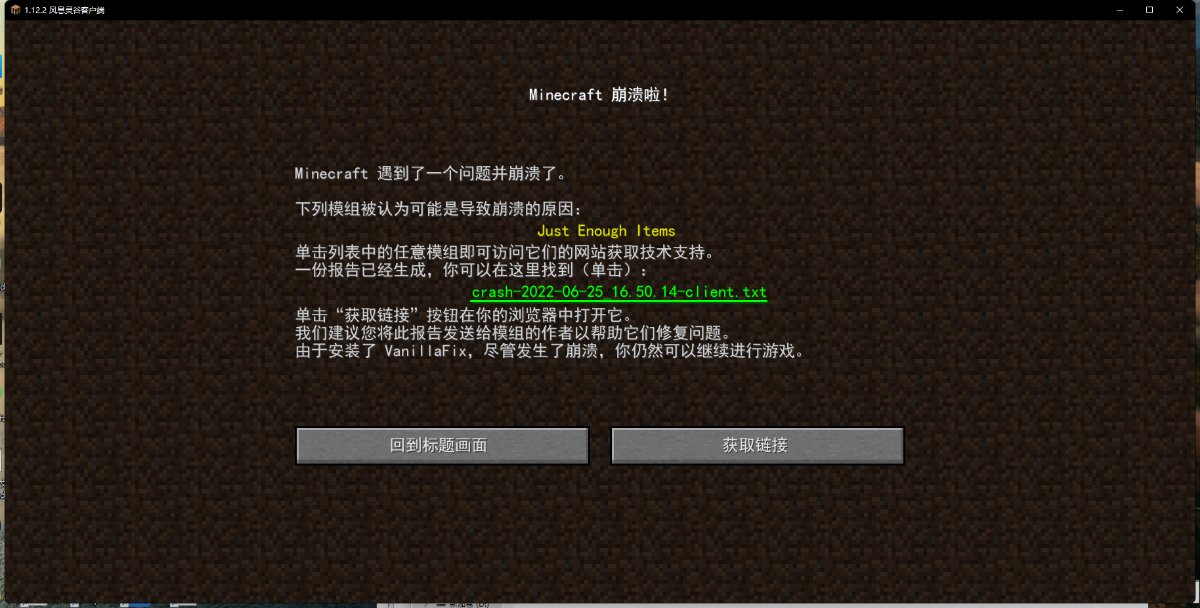 1.12.2 风息灵谷客户端
Minecraft 崩溃啦!
Minecraft 遇到了一个问题并崩溃了。
下列模组被认为可能是导致崩溃的原因:
Just Enough Items
单击列表中的任意模组即可访问它们的网站获取技术支持。
一份报告已经生成，你可以在这里找到（单击）:
crash-2022-06-25_16.50.14-client.txt
单击“获取链接”按钮在你的浏览器中打开它。
我们建议您将此报告发送给模组的作者以帮助它们修复问题。
由于安装了 VanillaFix，尽管发生了崩溃，你仍然可以继续进行游戏。
回到标题画面
获取链接